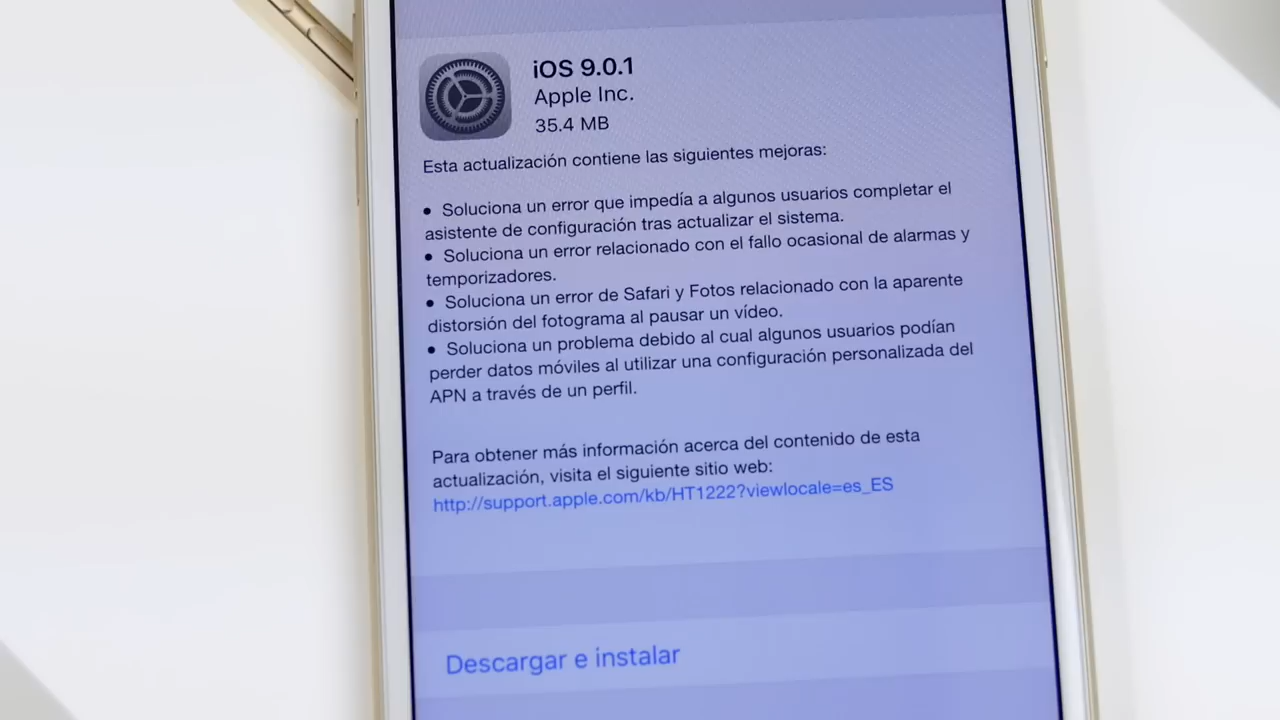 iOS 9.0.1
Apple Inc.
35.4 MB
Esta actualización contiene las siguientes mejoras:
• Soluciona un error que impedía a algunos usuarios completar el
asistente de configuración tras actualizar el sistema.
• Soluciona un error relacionado con el fallo ocasional de alarmas y
temporizadores.
• Soluciona un error de Safari y Fotos relacionado con la aparente
distorsión del fotograma al pausar un vídeo.
• Soluciona un problema debido al cual algunos usuarios podían
perder datos móviles al utilizar una configuración personalizada del
APN a través de un perfil.
Para obtener más información acerca del contenido de esta
actualización, visita el siguiente sitio web:
http://support.apple.com/kb/HT1222?viewlocale=es_ES
Descargar e instalar